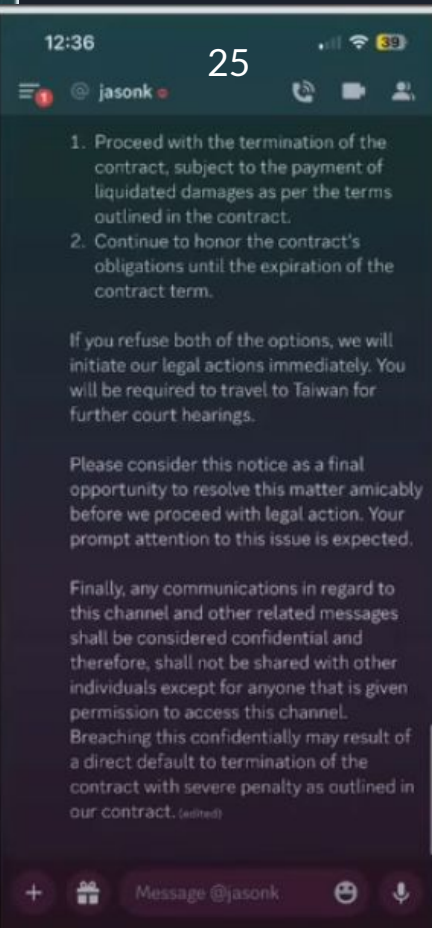 12:36
39
25
1
@ jasonk
1. Proceed with the termination of the
contract, subject to the payment of
liquidated damages as per the terms
outlined in the contract.
2. Continue to honor the contract's
obligations until the expiration of the
contract term.
If you refuse both of the options, we will
initiate our legal actions immediately. You
will be required to travel to Taiwan for
further court hearings.
Please consider this notice as a final
opportunity to resolve this matter amicably
before we proceed with legal action. Your
prompt attention to this issue is expected.
Finally, any communications in regard to
this channel and other related messages
shall be considered confidential and
therefore, shall not be shared with other
individuals except for anyone that is given
permission to access this channel.
Breaching this confidentially may result of
a direct default to termination of the
contract with severe penalty as outlined in
our contract. (edited)
Message @jasonk